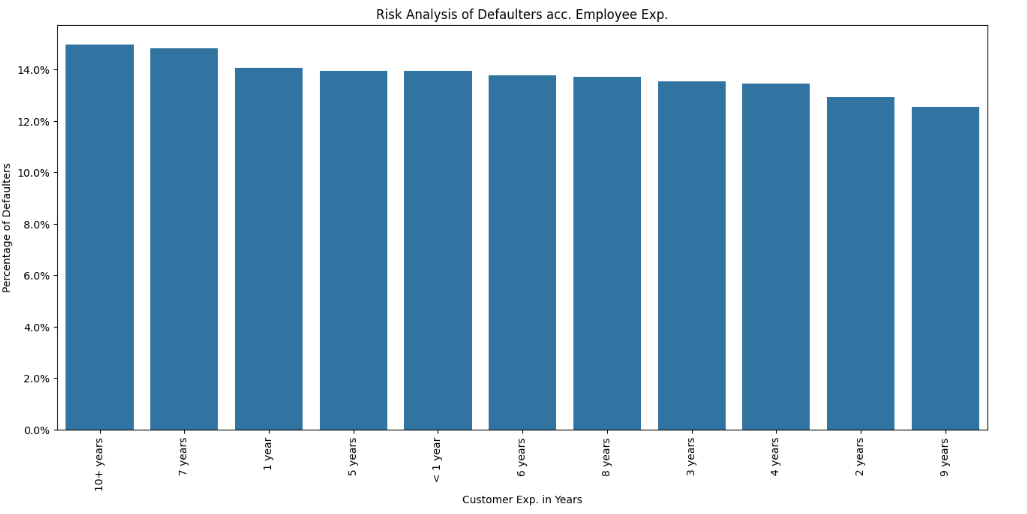 Risk Analysis of Defaulters acc. Employee Exp.
Percentage of Defaulters
14.0%
12.0%
10.0%
8.0%
6.0%
4.0%
2.0%
0.0%
10+ years
7 years
1 year
5 years
< 1 year
6 years
8 years
3 years
4 years
2 years
9 years
Customer Exp. in Years